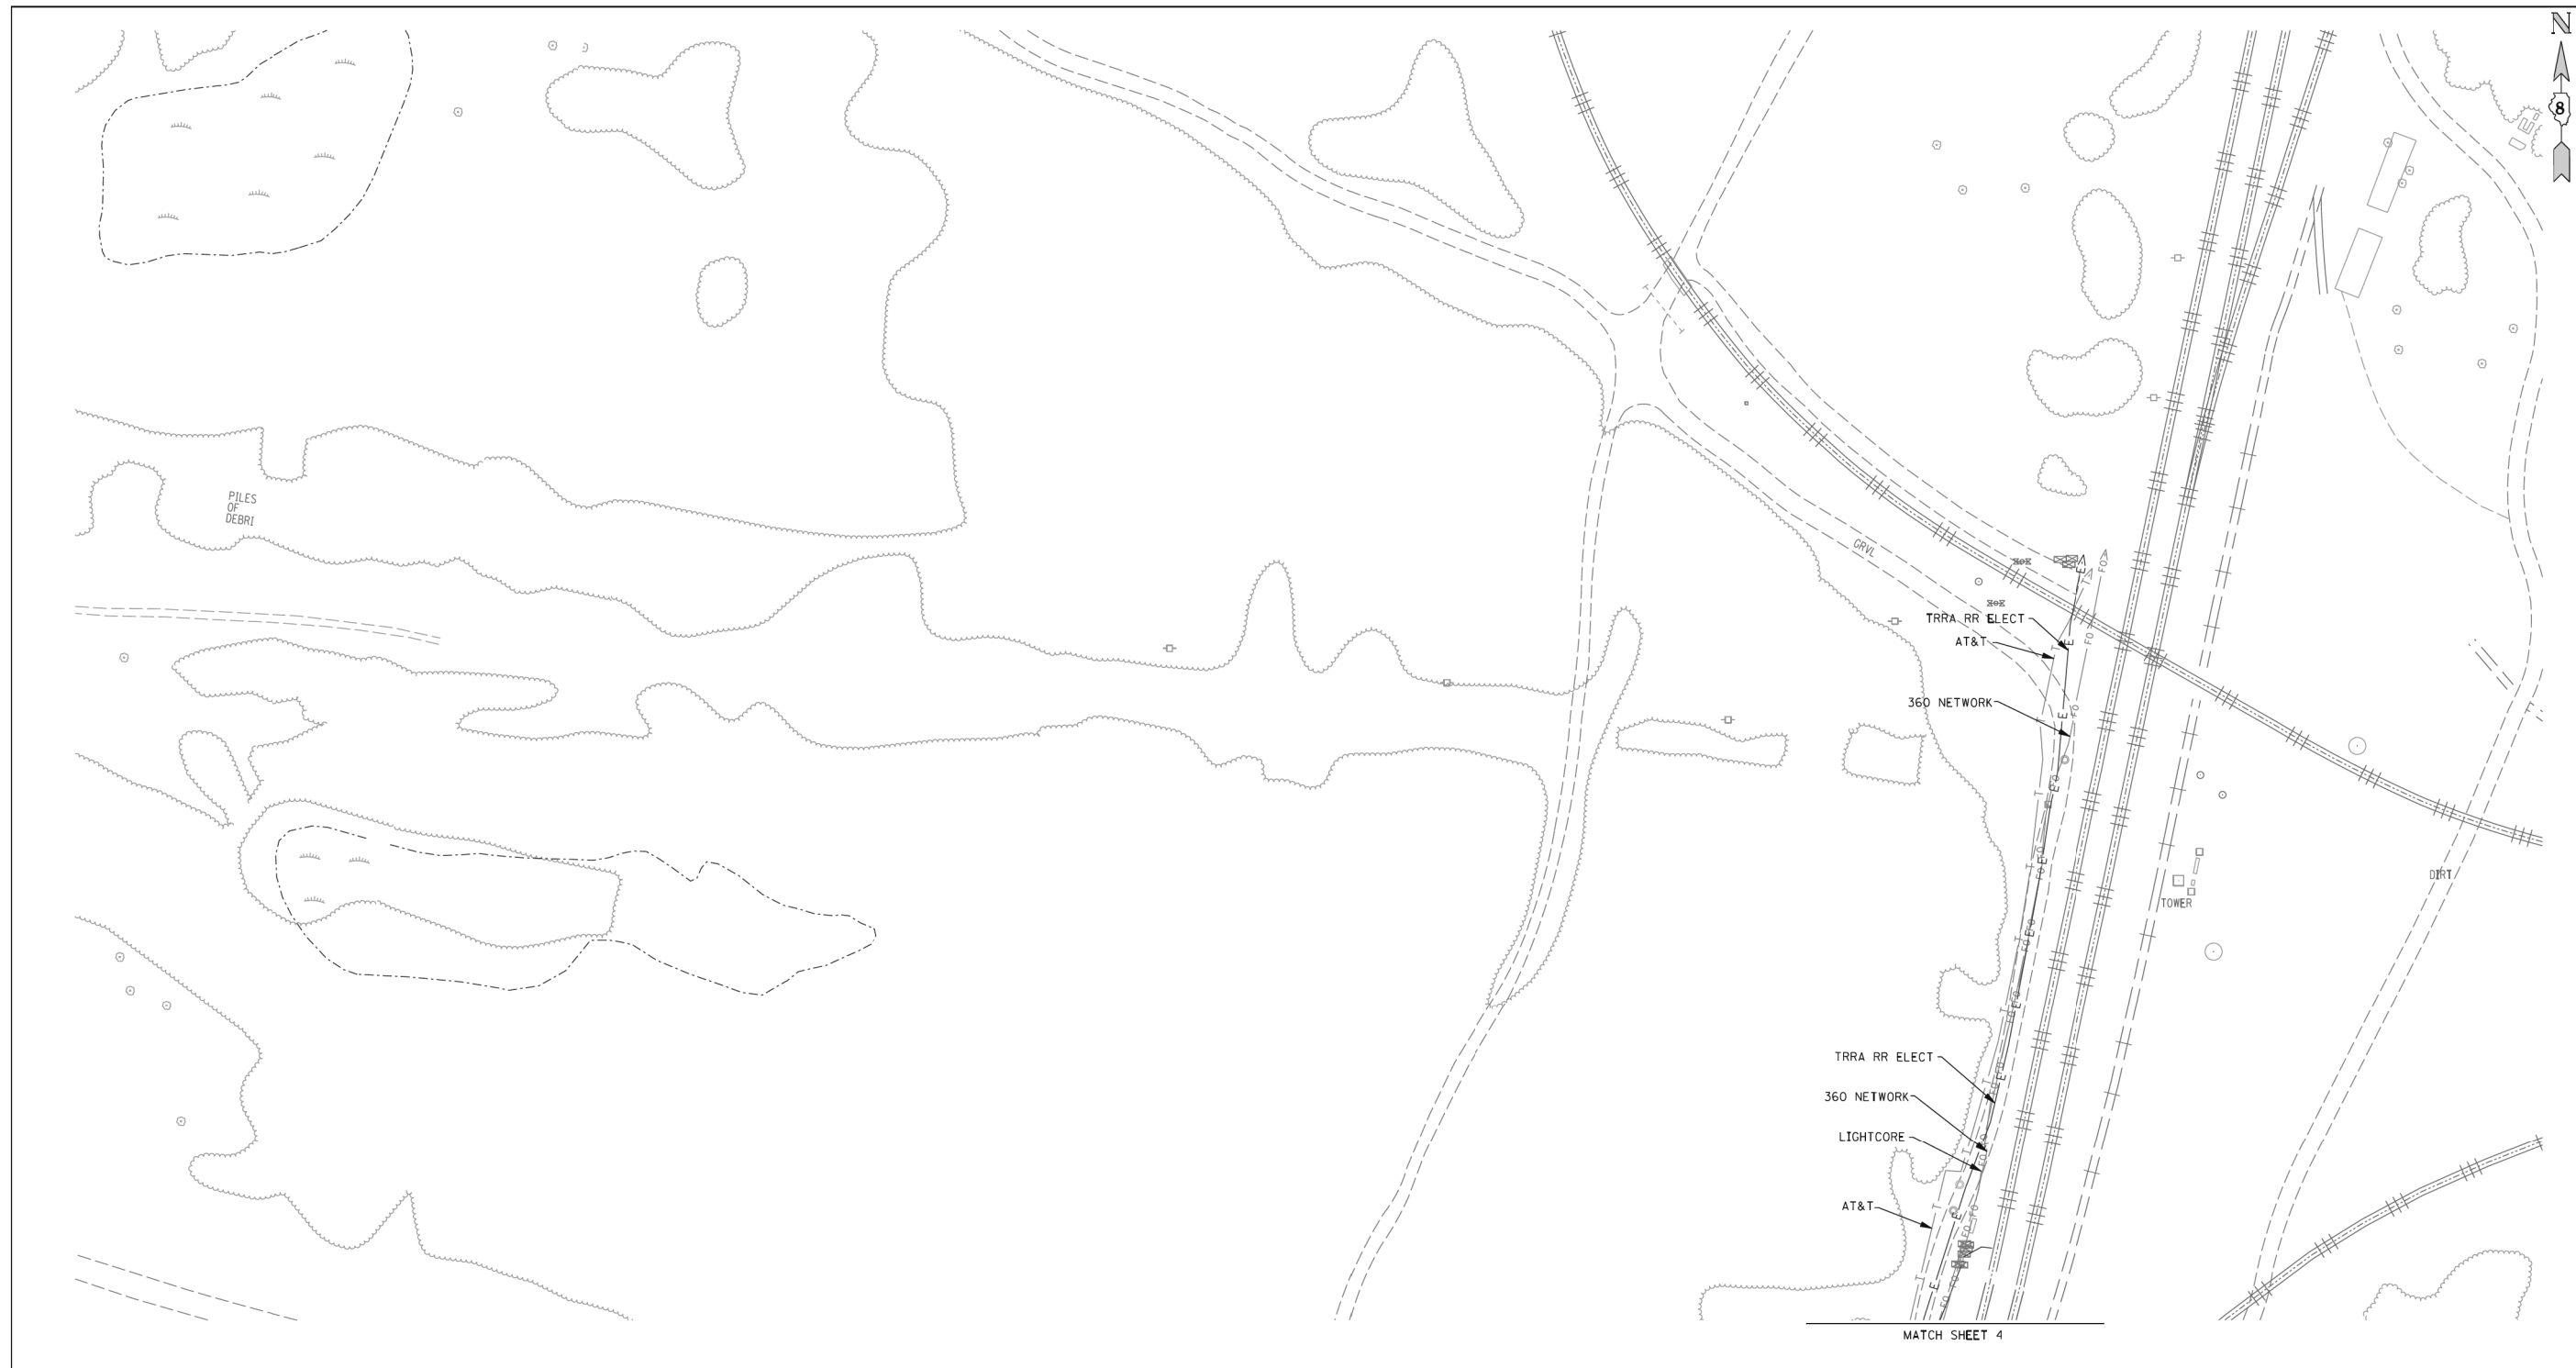 N
8
PILES
OF
DEBRI
GRVL
TRRA RR ELECT
AT&T
360 NETWORK
DIRT
TOWER
TRRA RR ELECT
360 NETWORK
LIGHTCORE
AT&T
MATCH SHEET 4